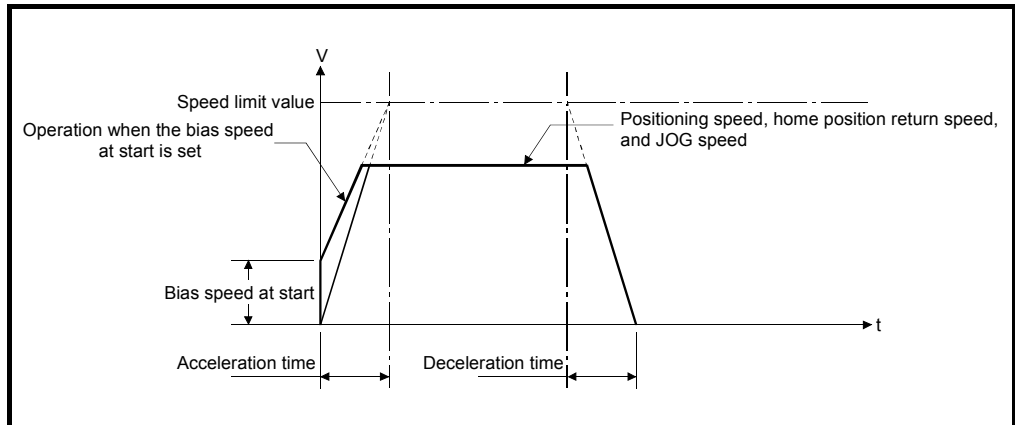 V
Speed limit value
Operation when the bias speed
at start is set
Positioning speed, home position return speed,
and JOG speed
Bias speed at start
t
Acceleration time
Deceleration time